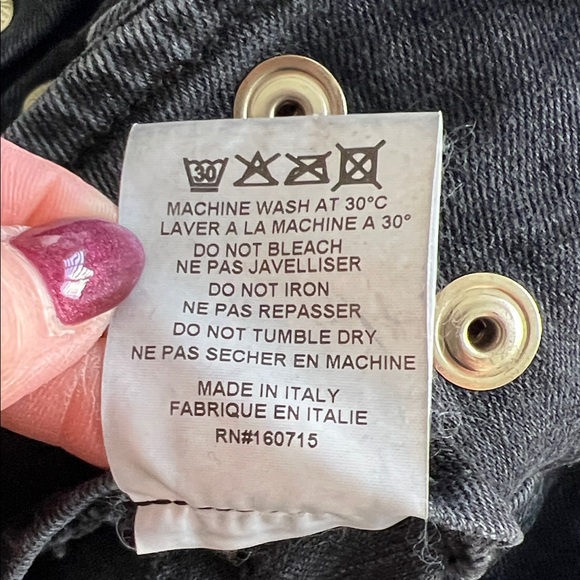 30
MACHINE WASH AT 30°C
LAVER A LA MACHINE A 30°
DO NOT BLEACH
NE PAS JAVELLISER
DO NOT IRON
NE PAS REPASSER
DO NOT TUMBLE DRY
NE PAS SECHER EN MACHINE
MADE IN ITALY
FABRIQUE EN ITALIE
RN#160715